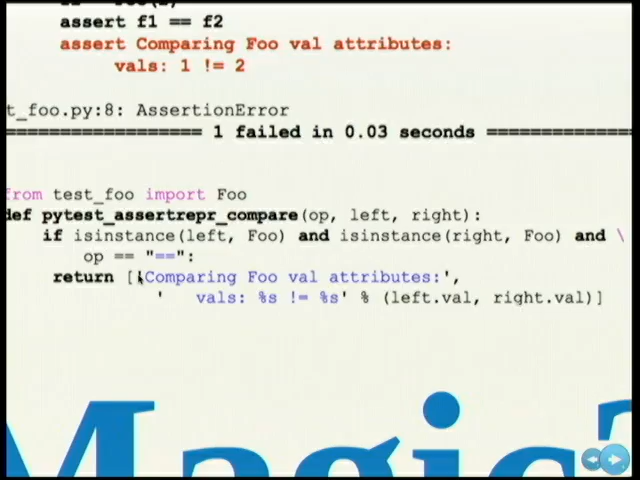 assert f1 == f2
assert Comparing Foo val attributes:
vals: 1 != 2
t_foo.py:8: AssertionError
================== 1 failed in 0.03 seconds ==============
from test_foo import Foo
def pytest_assertrepr_compare(op, left, right):
if isinstance(left, Foo) and isinstance(right, Foo) and \
op == "==":
return ['Comparing Foo val attributes:',
'   vals: %s != %s' % (left.val, right.val)]
Magic?